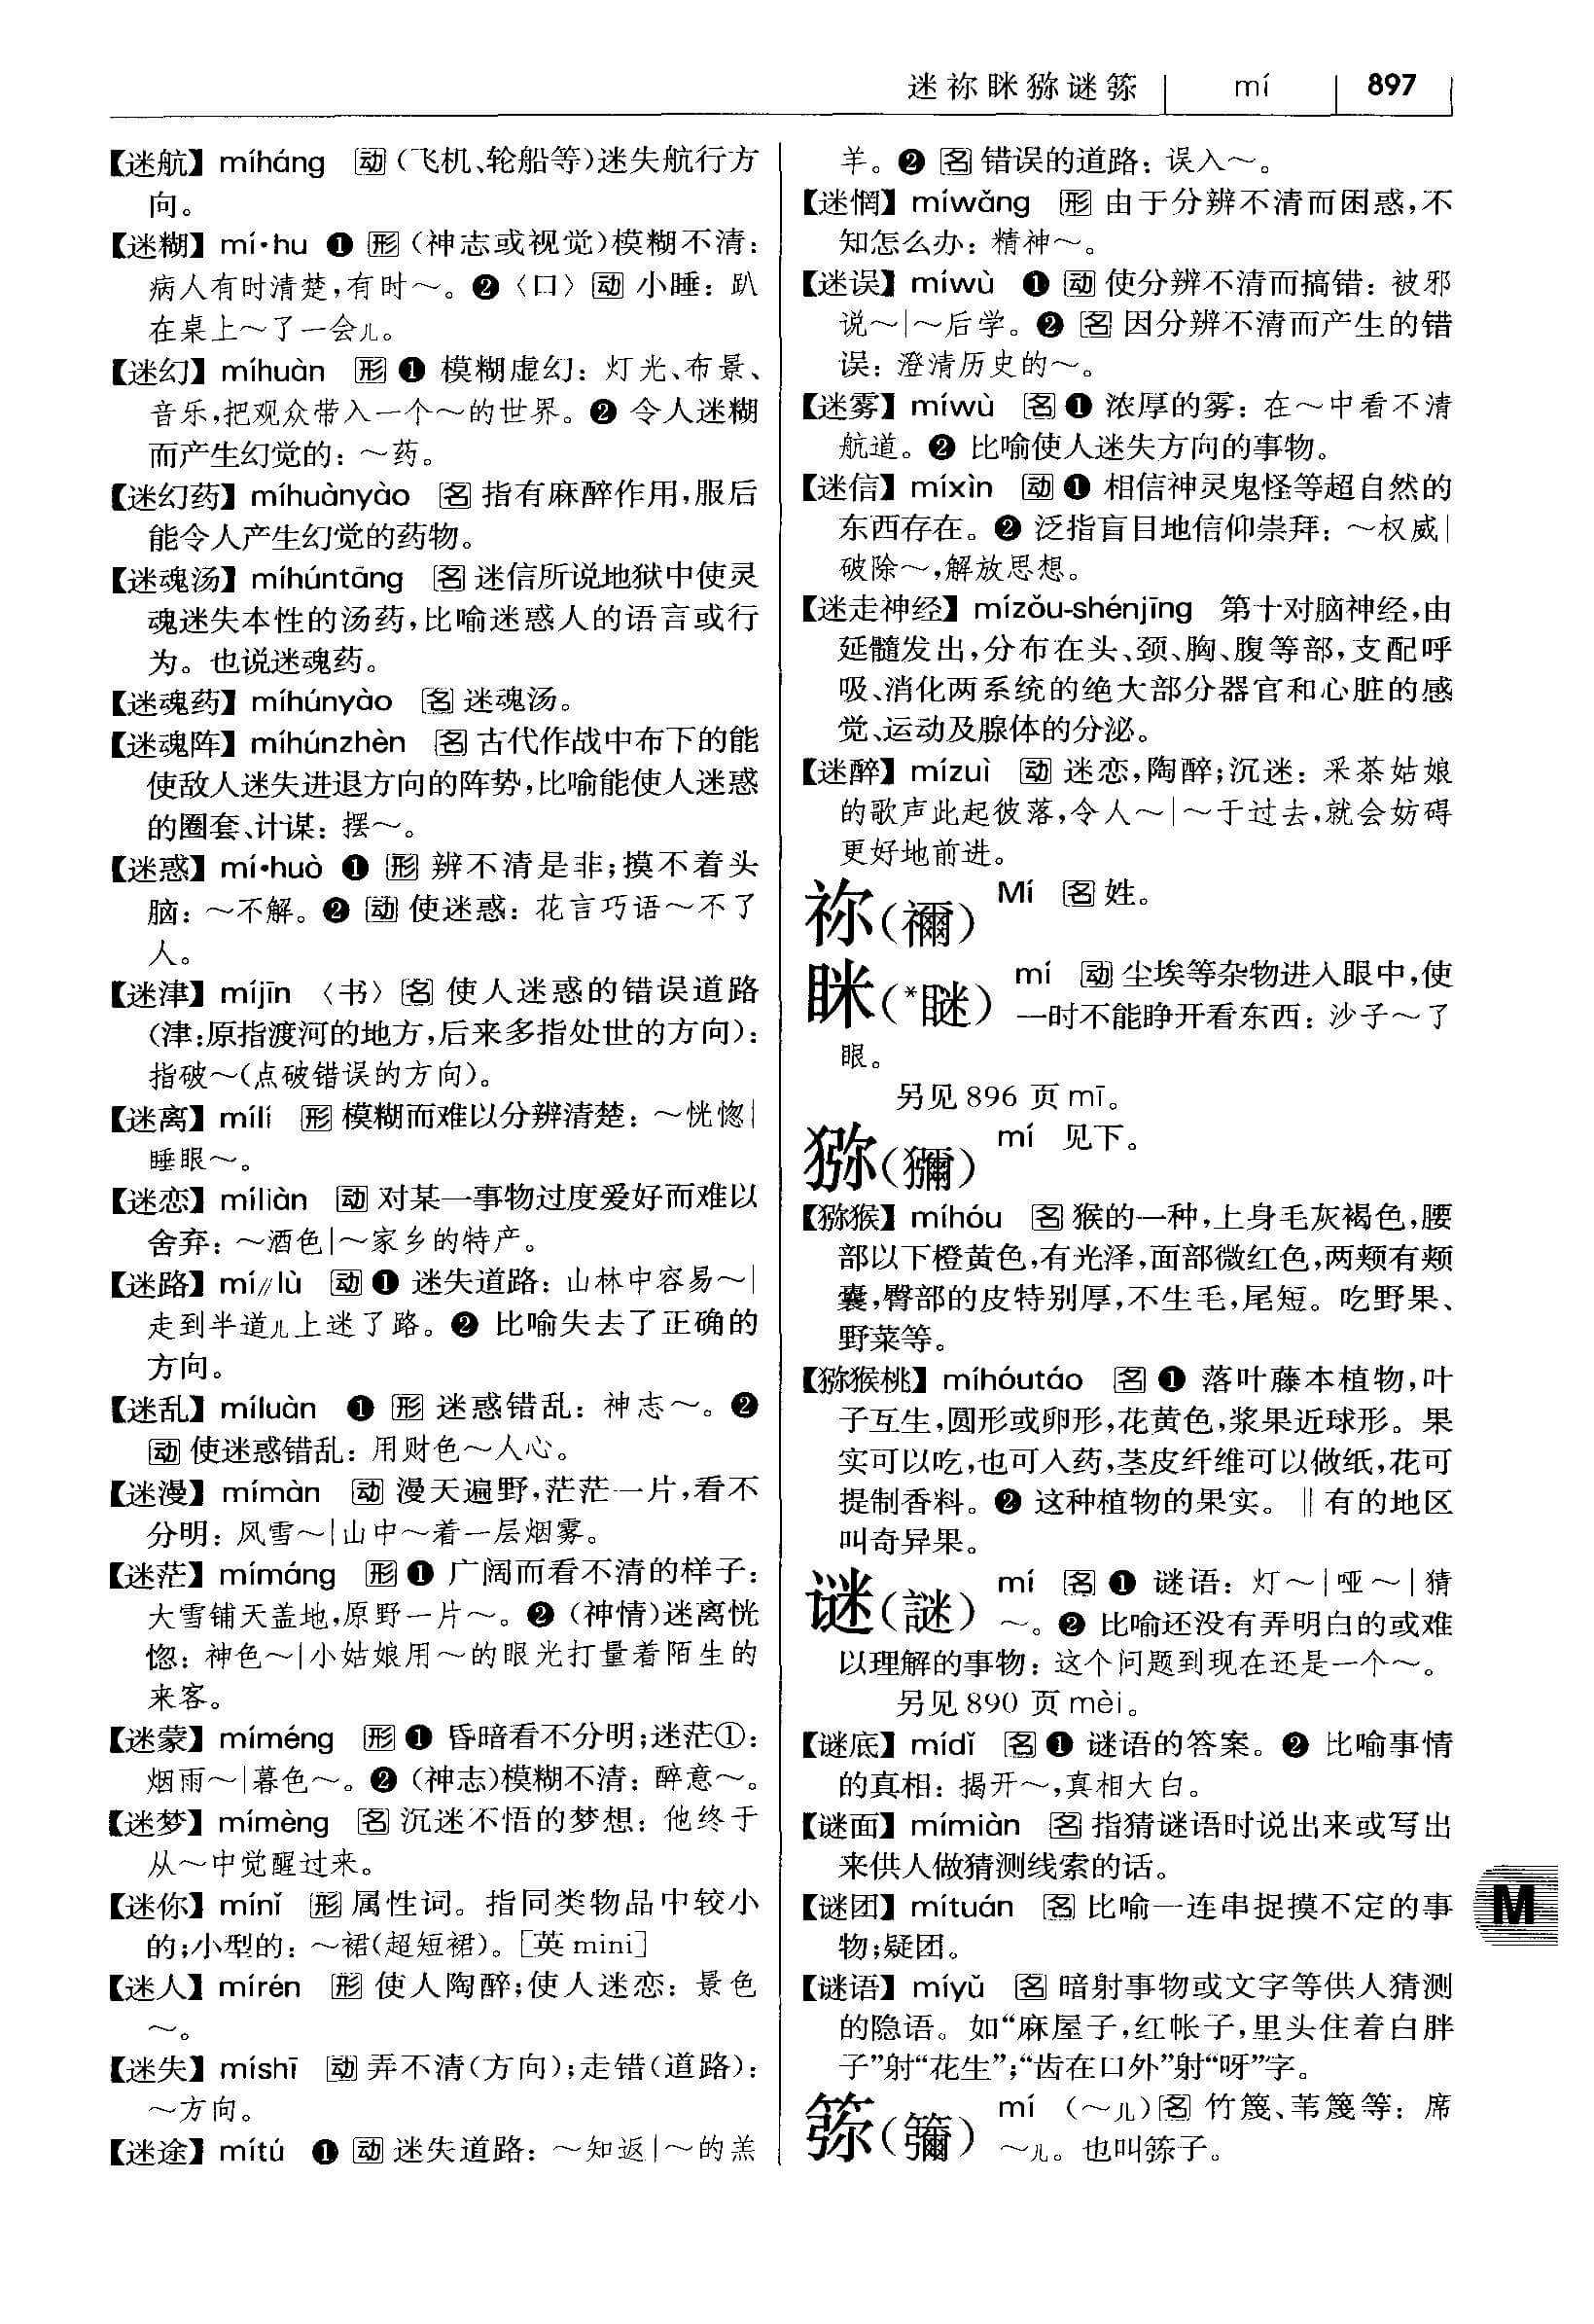 迷祢眯猕谜䉲 mí 897
【迷航】 míháng 动（飞机、轮船等）迷失航行方
向。
【迷糊】 mí·hu ❶ 形（神志或视觉）模糊不清：
病人有时清楚，有时～。❷〈口〉动 小睡：趴
在桌上～了一会儿。
【迷幻】 míhuàn 形 ❶ 模糊虚幻：灯光、布景、
音乐，把观众带入一个～的世界。❷ 令人迷糊
而产生幻觉的：～药。
【迷幻药】 míhuànyào 名 指有麻醉作用，服后
能令人产生幻觉的药物。
【迷魂汤】 míhúntāng 名 迷信所说地狱中使灵
魂迷失本性的汤药，比喻迷惑人的语言或行
为。也说迷魂药。
【迷魂药】 míhúnyào 名 迷魂汤。
【迷魂阵】 míhúnzhèn 名 古代作战中布下的能
使敌人迷失进退方向的阵势，比喻能使人迷惑
的圈套、计谋：摆～。
【迷惑】 mí·huò ❶ 形 辨不清是非；摸不着头
脑：～不解。❷ 动 使迷惑：花言巧语～不了
人。
【迷津】 míjīn 〈书〉名 使人迷惑的错误道路
（津：原指渡河的地方，后来多指处世的方向）：
指破～（点破错误的方向）。
【迷离】 mílí 形 模糊而难以分辨清楚：～恍惚|
睡眼～。
【迷恋】 míliàn 动 对某一事物过度爱好而难以
舍弃：～酒色|～家乡的特产。
【迷路】 mí//lù 动 ❶ 迷失道路：山林中容易～|
走到半道儿上迷了路。❷ 比喻失去了正确的
方向。
【迷乱】 míluàn ❶ 形 迷惑错乱：神志～。❷
动 使迷惑错乱：用财色～人心。
【迷漫】 mímàn 动 漫天遍野，茫茫一片，看不
分明：风雪～|山中～着一层烟雾。
【迷茫】 mímáng 形 ❶ 广阔而看不清的样子：
大雪铺天盖地，原野一片～。❷（神情）迷离恍
惚：神色～|小姑娘用～的眼光打量着陌生的
来客。
【迷蒙】 míméng 形 ❶ 昏暗看不分明；迷茫①：
烟雨～|暮色～。❷（神志）模糊不清：醉意～。
【迷梦】 mímèng 名 沉迷不悟的梦想：他终于
从～中觉醒过来。
【迷你】 mínǐ 形 属性词。指同类物品中较小
的；小型的：～裙（超短裙）。[英 mini]
【迷人】 mírén 形 使人陶醉；使人迷恋：景色
～。
【迷失】 míshī 动 弄不清（方向）；走错（道路）：
～方向。
【迷途】 mítú ❶ 动 迷失道路：～知返|～的羔
羊。❷ 名 错误的道路：误入～。
【迷惘】 míwǎng 形 由于分辨不清而困惑，不
知怎么办：精神～。
【迷误】 míwù ❶ 动 使分辨不清而搞错：被邪
说～|～后学。❷ 名 因分辨不清而产生的错
误：澄清历史的～。
【迷雾】 míwù 名 ❶ 浓厚的雾：在～中看不清
航道。❷ 比喻使人迷失方向的事物。
【迷信】 míxìn 动 ❶ 相信神灵鬼怪等超自然的
东西存在。❷ 泛指盲目地信仰崇拜：～权威|
破除～，解放思想。
【迷走神经】 mízǒu-shénjīng 第十对脑神经，由
延髓发出，分布在头、颈、胸、腹等部，支配呼
吸、消化两系统的绝大部分器官和心脏的感
觉、运动及腺体的分泌。
【迷醉】 mízuì 动 迷恋，陶醉；沉迷：采茶姑娘
的歌声此起彼落，令人～|～于过去，就会妨碍
更好地前进。
祢（禰） Mí 名 姓。
眯（*瞇） mí 动 尘埃等杂物进入眼中，使
一时不能睁开看东西：沙子～了
眼。
另见 896 页 mī。
猕（獼） mí 见下。
【猕猴】 míhóu 名 猴的一种，上身毛灰褐色，腰
部以下橙黄色，有光泽，面部微红色，两颊有颊
囊，臀部的皮特别厚，不生毛，尾短。吃野果、
野菜等。
【猕猴桃】 míhóutáo 名 ❶ 落叶藤本植物，叶
子互生，圆形或卵形，花黄色，浆果近球形。果
实可以吃，也可入药，茎皮纤维可以做纸，花可
提制香料。❷ 这种植物的果实。‖有的地区
叫奇异果。
谜（謎） mí 名 ❶ 谜语：灯～|哑～|猜
～。❷ 比喻还没有弄明白的或难
以理解的事物：这个问题到现在还是一个～。
另见 890 页 mèi。
【谜底】 mídǐ 名 ❶ 谜语的答案。❷ 比喻事情
的真相：揭开～，真相大白。
【谜面】 mímiàn 名 指猜谜语时说出来或写出
来供人做猜测线索的话。
【谜团】 mítuán 名 比喻一连串捉摸不定的事
物；疑团。
【谜语】 míyǔ 名 暗射事物或文字等供人猜测
的隐语。如“麻屋子，红帐子，里头住着白胖
子”射“花生”；“齿在口外”射“呀”字。
䉲（籋） mí （～儿）名 竹篾、苇篾等：席
～儿。也叫䉲子。
M